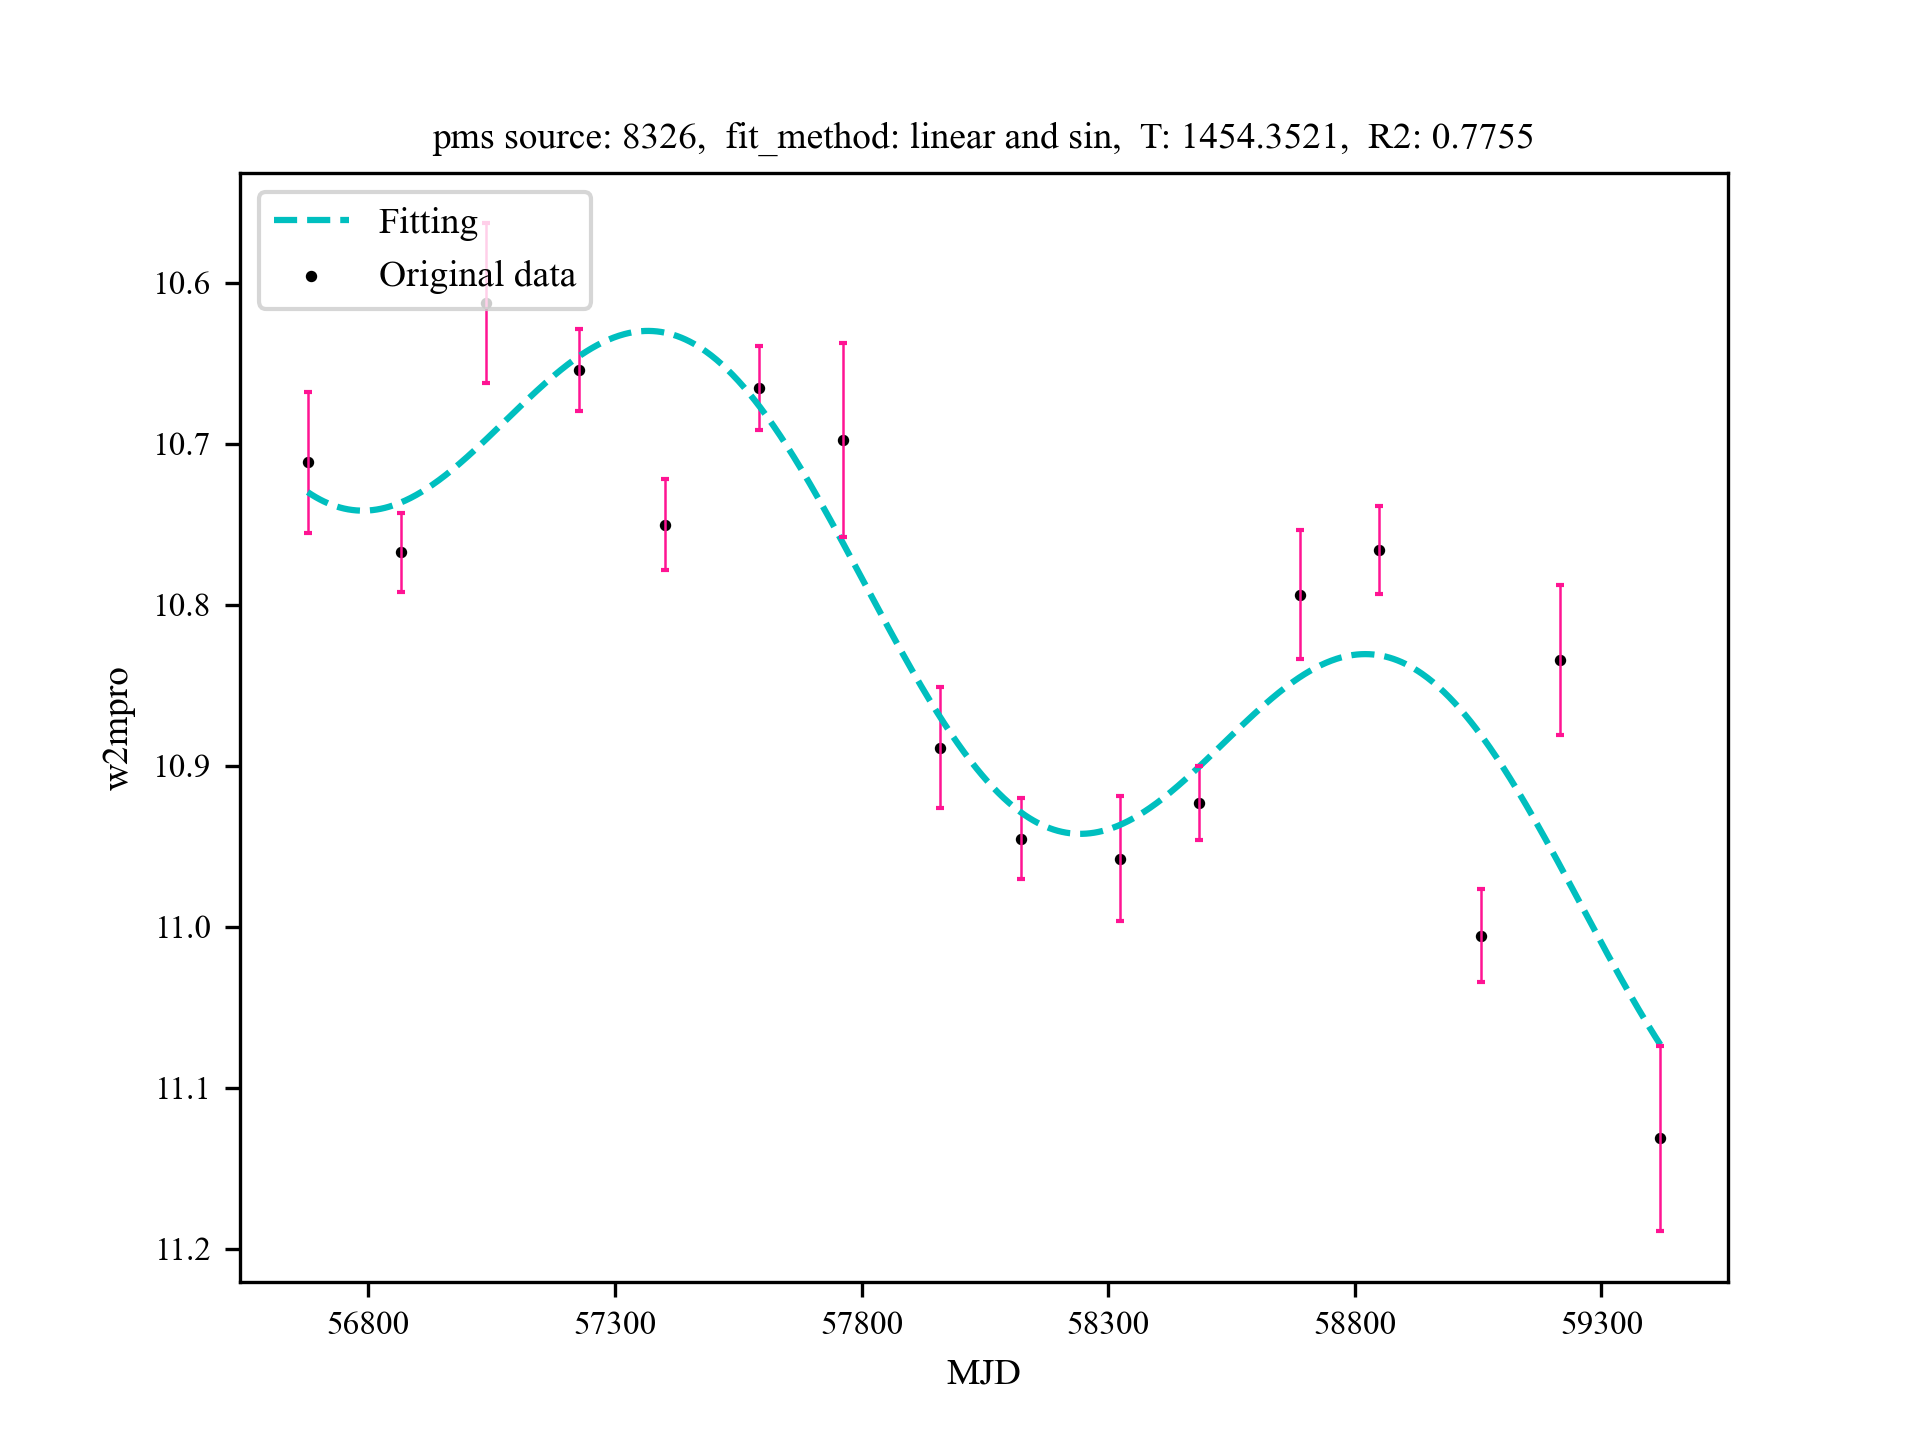 pms source: 8326,  fit_method: linear and sin,  T: 1454.3521,  R2: 0.7755
Fitting
Original data
10.6
10.7
10.8
10.9
11.0
11.1
11.2
w2mpro
56800 57300 57800 58300 58800 59300
MJD